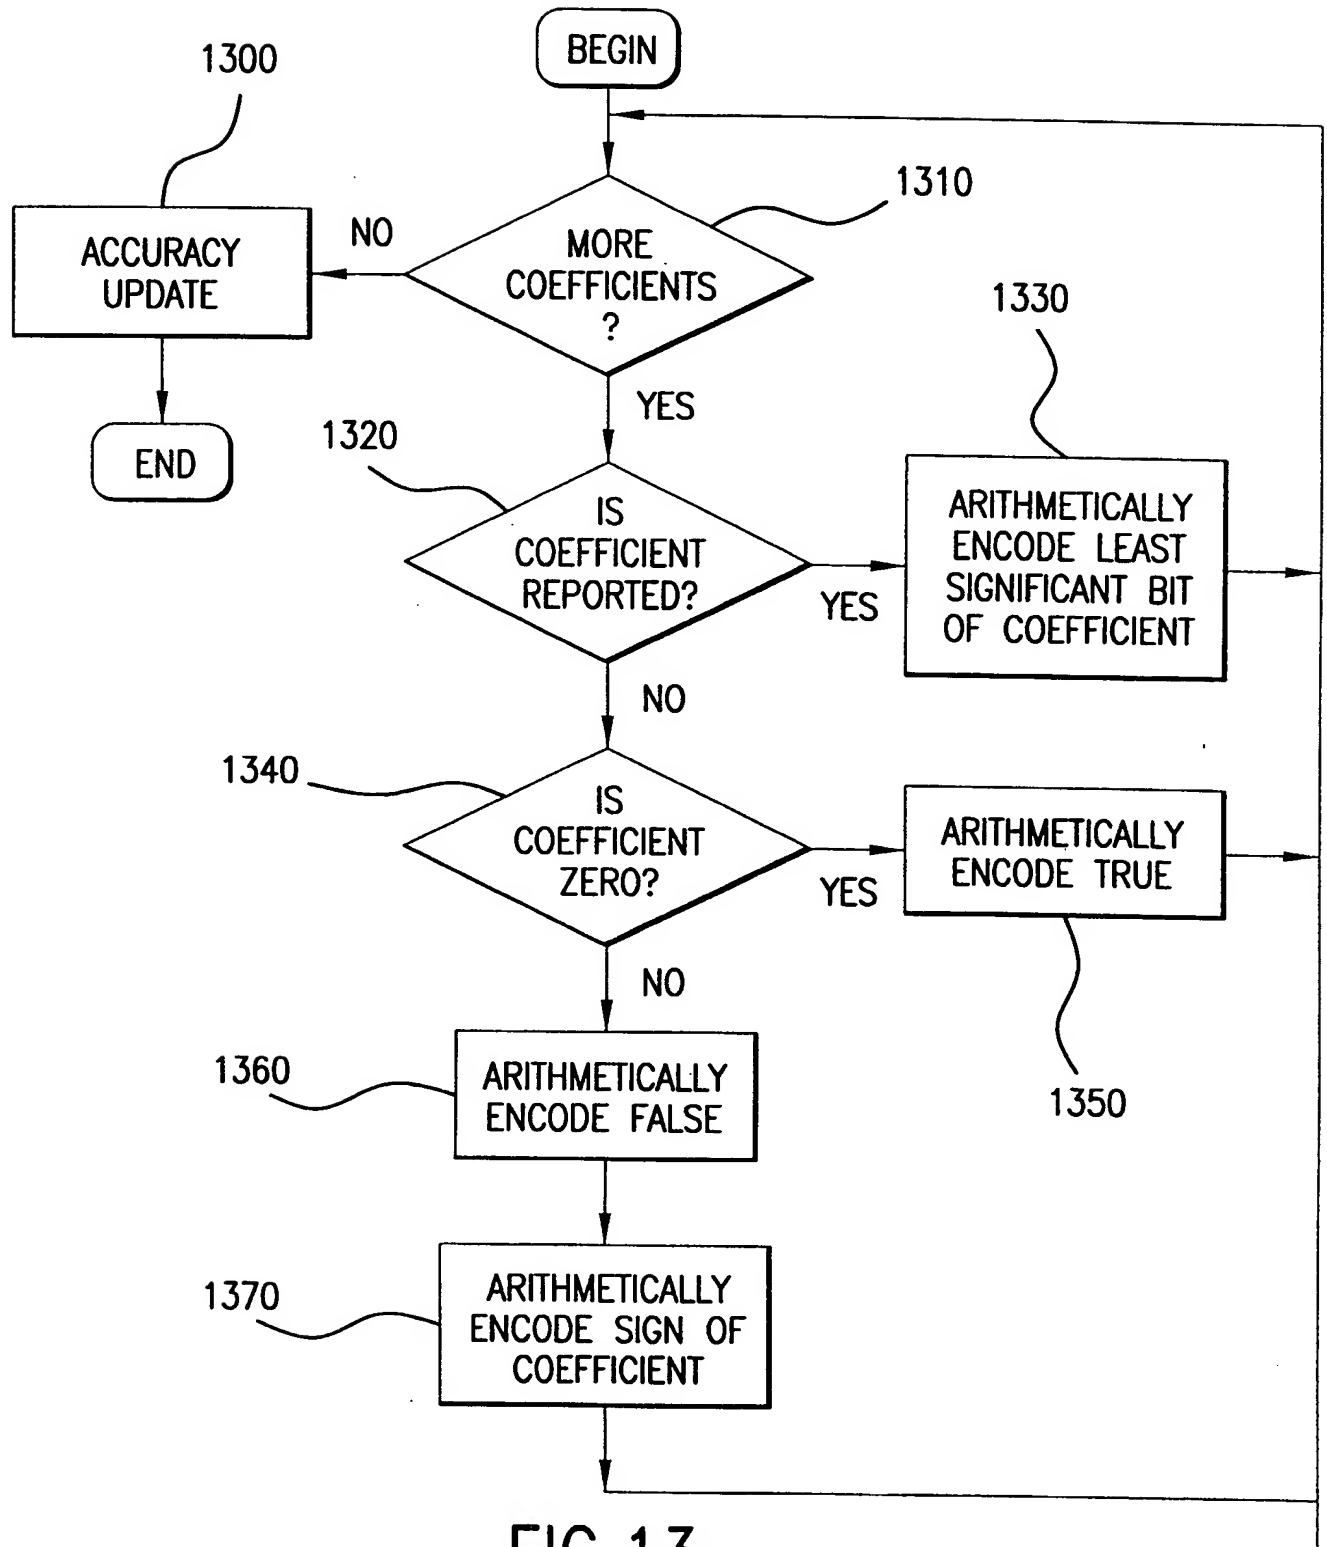 BEGIN
1300
1310
MORE
COEFFICIENTS
?
NO
ACCURACY
UPDATE
YES
END
1320
IS
COEFFICIENT
REPORTED?
YES
1330
ARITHMETICALLY
ENCODE LEAST
SIGNIFICANT BIT
OF COEFFICIENT
NO
1340
IS
COEFFICIENT
ZERO?
YES
ARITHMETICALLY
ENCODE TRUE
1350
NO
1360
ARITHMETICALLY
ENCODE FALSE
1370
ARITHMETICALLY
ENCODE SIGN OF
COEFFICIENT
FIG.13